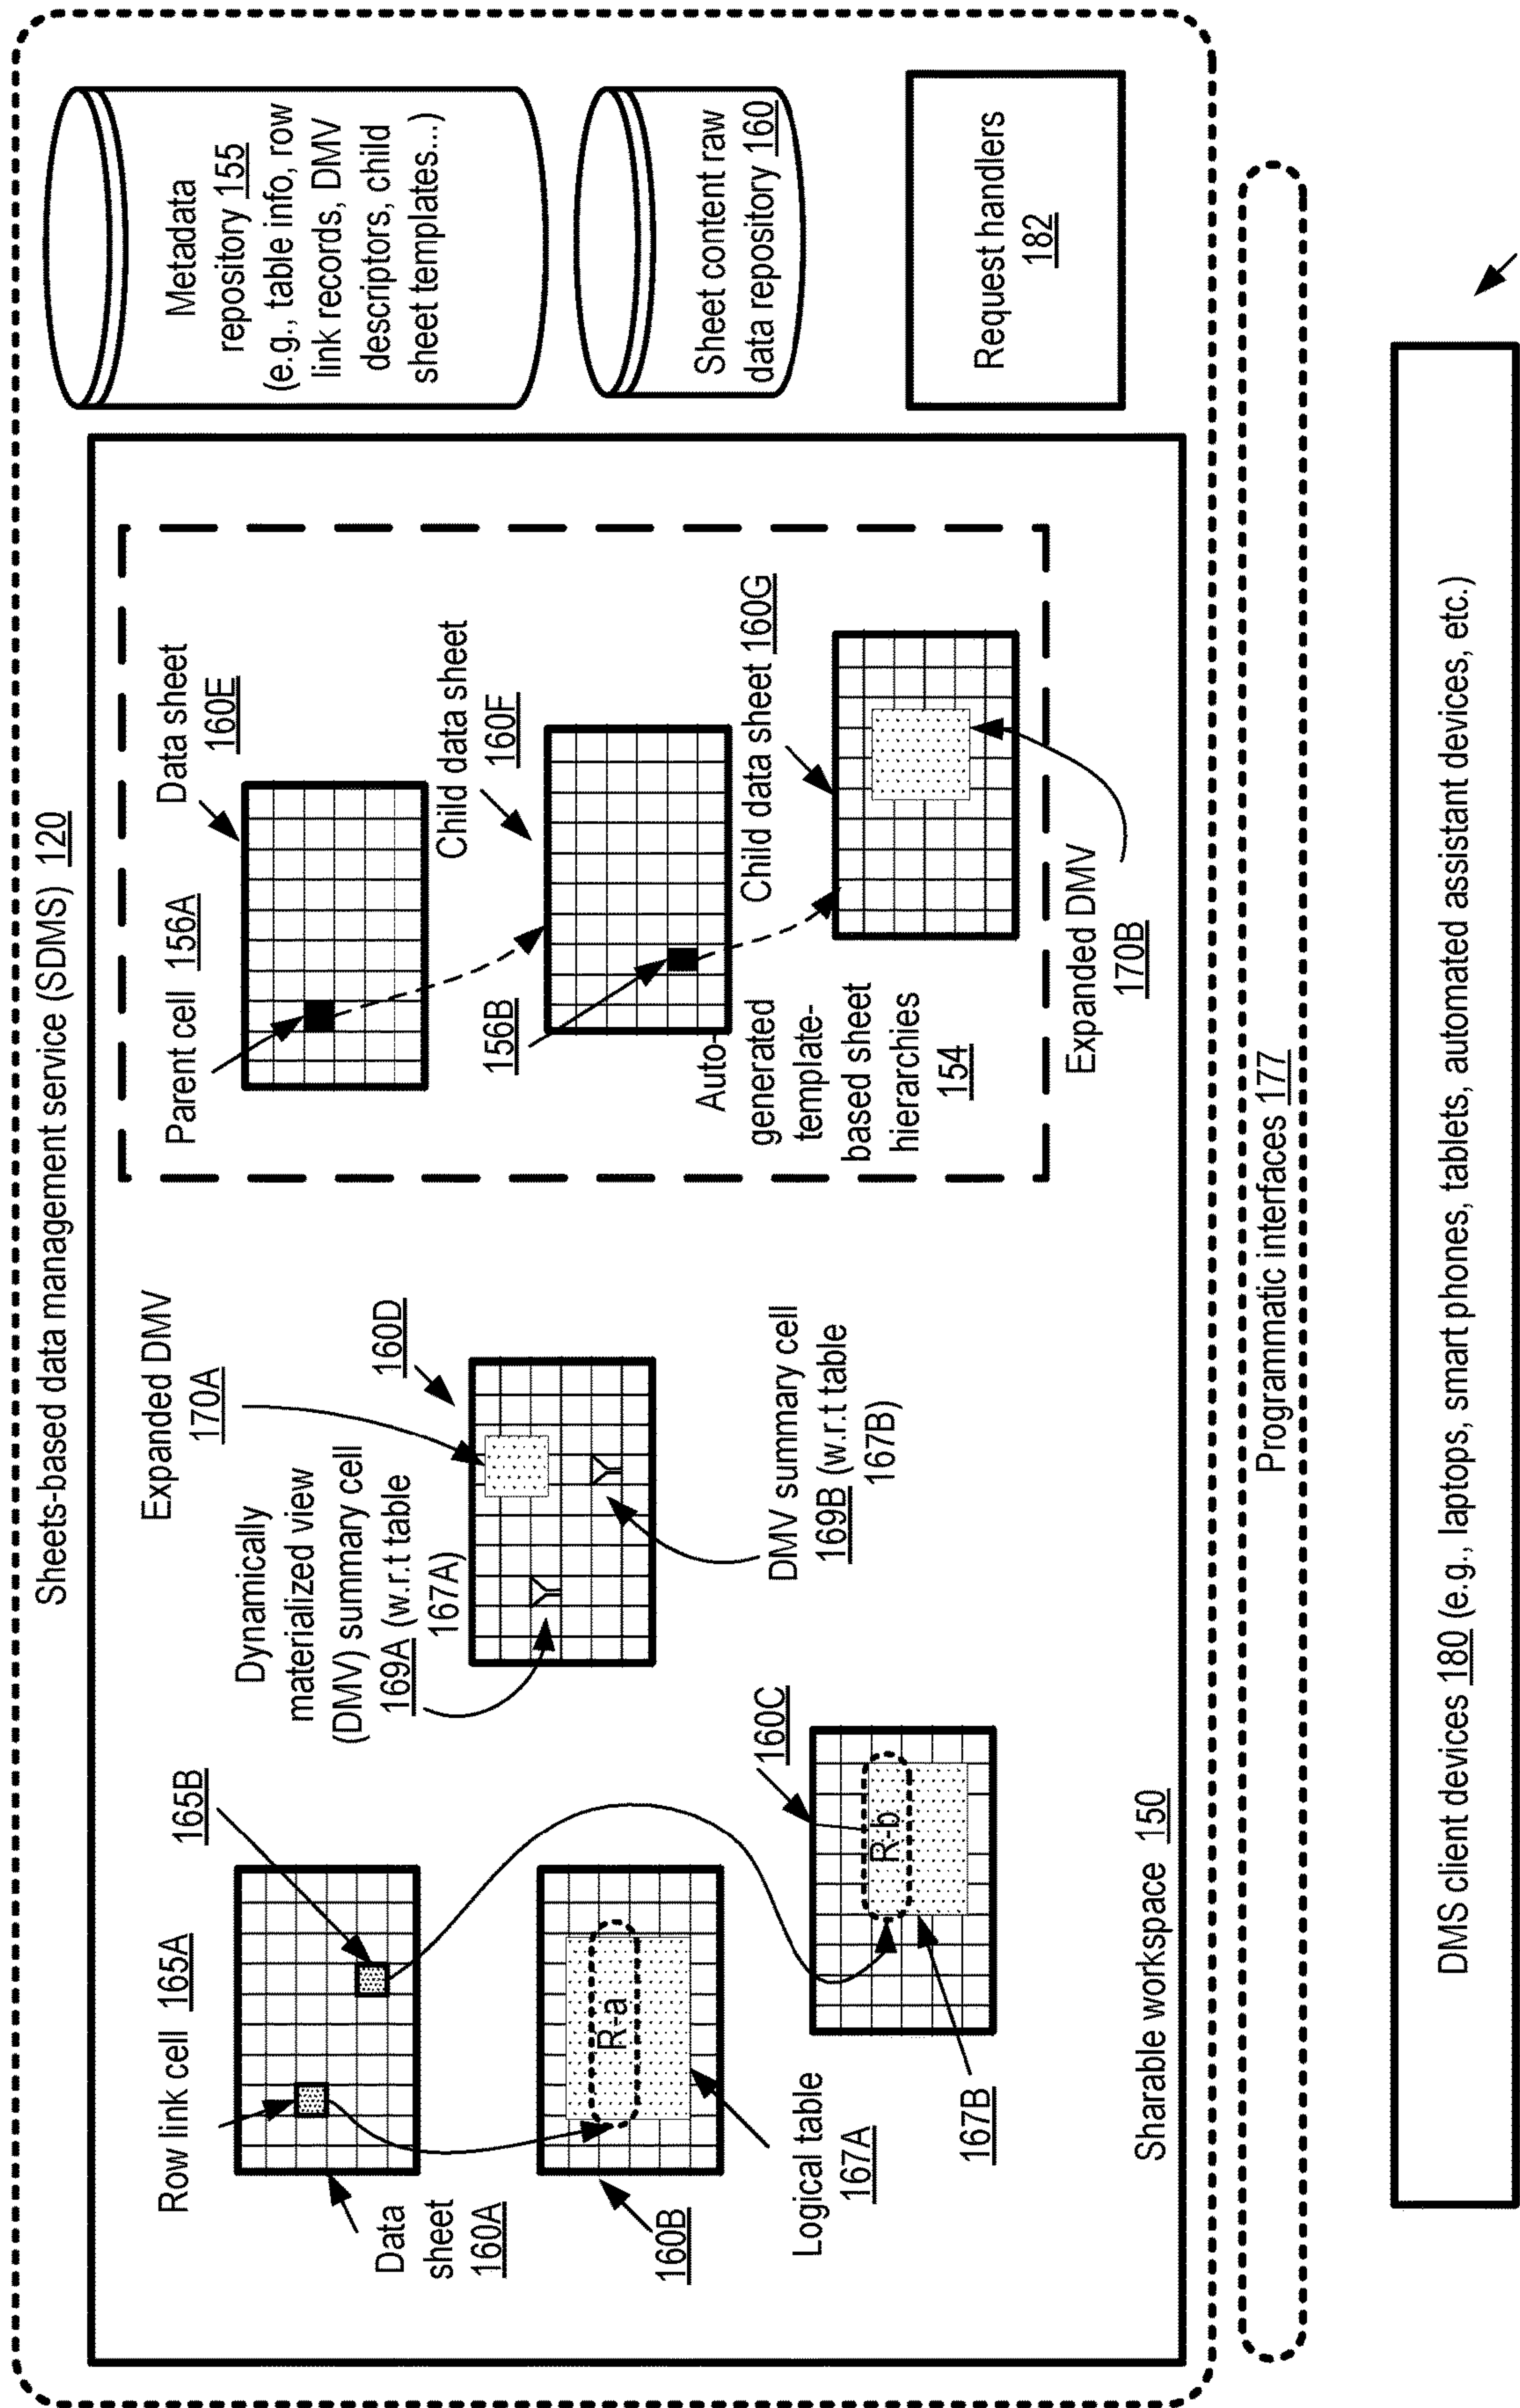 Sheets-based data management service (SDMS) 120
Row link cell 165A
165B
Data
sheet
160A
160B
R-a
Logical table
167A
160C
R-b
167B
Sharable workspace 150
Expanded DMV
170A
Dynamically
materialized view
(DMV) summary cell
169A (w.r.t table
167A)
160D
DMV summary cell
169B (w.r.t table
167B)
Parent cell 156A
Data sheet
160E
Child data sheet
160F
156B
Child data sheet 160G
Auto-
generated
template-
based sheet
hierarchies
154
Expanded DMV
170B
Metadata
repository 155
(e.g., table info, row
link records, DMV
descriptors, child
sheet templates...)
Sheet content raw
data repository 160
Request handlers
182
Programmatic interfaces 177
DMS client devices 180 (e.g., laptops, smart phones, tablets, automated assistant devices, etc.)